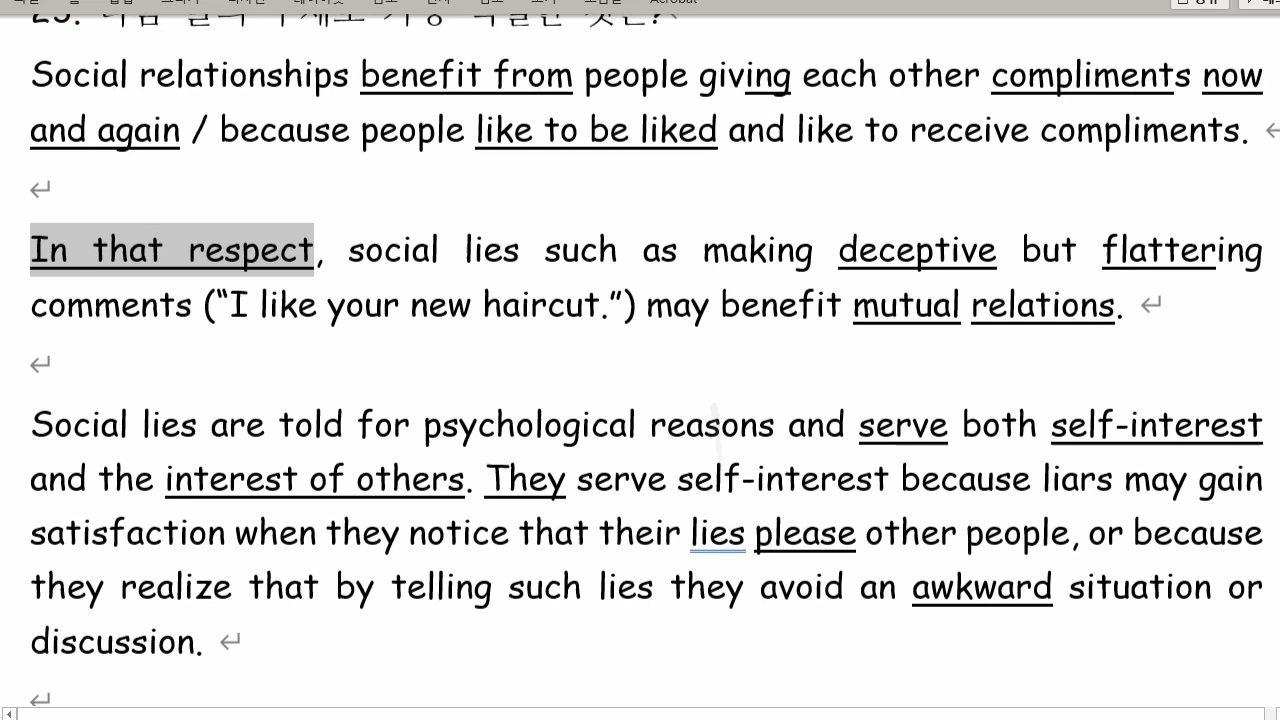 Acrobat
Social relationships benefit from people giving each other compliments now
and again / because people like to be liked and like to receive compliments. ↵
↵
In that respect, social lies such as making deceptive but flattering
comments (“I like your new haircut.”) may benefit mutual relations. ↵
↵
Social lies are told for psychological reasons and serve both self-interest
and the interest of others. They serve self-interest because liars may gain
satisfaction when they notice that their lies please other people, or because
they realize that by telling such lies they avoid an awkward situation or
discussion. ↵
↵